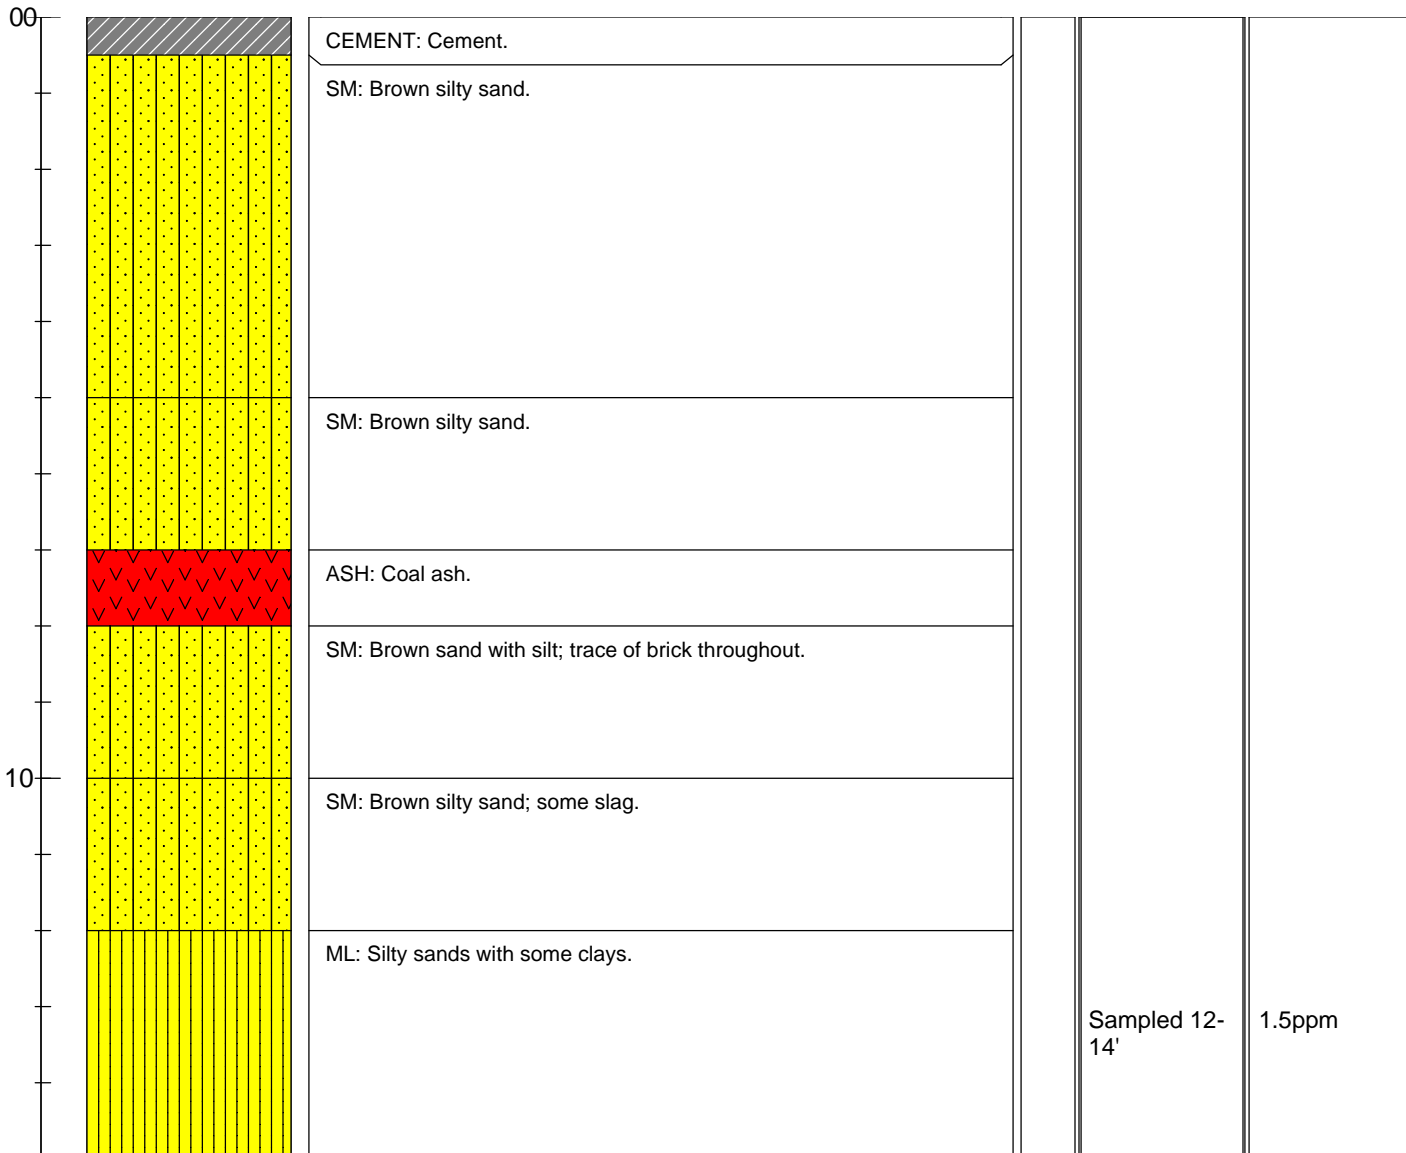 00
CEMENT: Cement.
SM: Brown silty sand.
SM: Brown silty sand.
ASH: Coal ash.
SM: Brown sand with silt; trace of brick throughout.
10
SM: Brown silty sand; some slag.
ML: Silty sands with some clays.
Sampled 12-
14'
1.5ppm